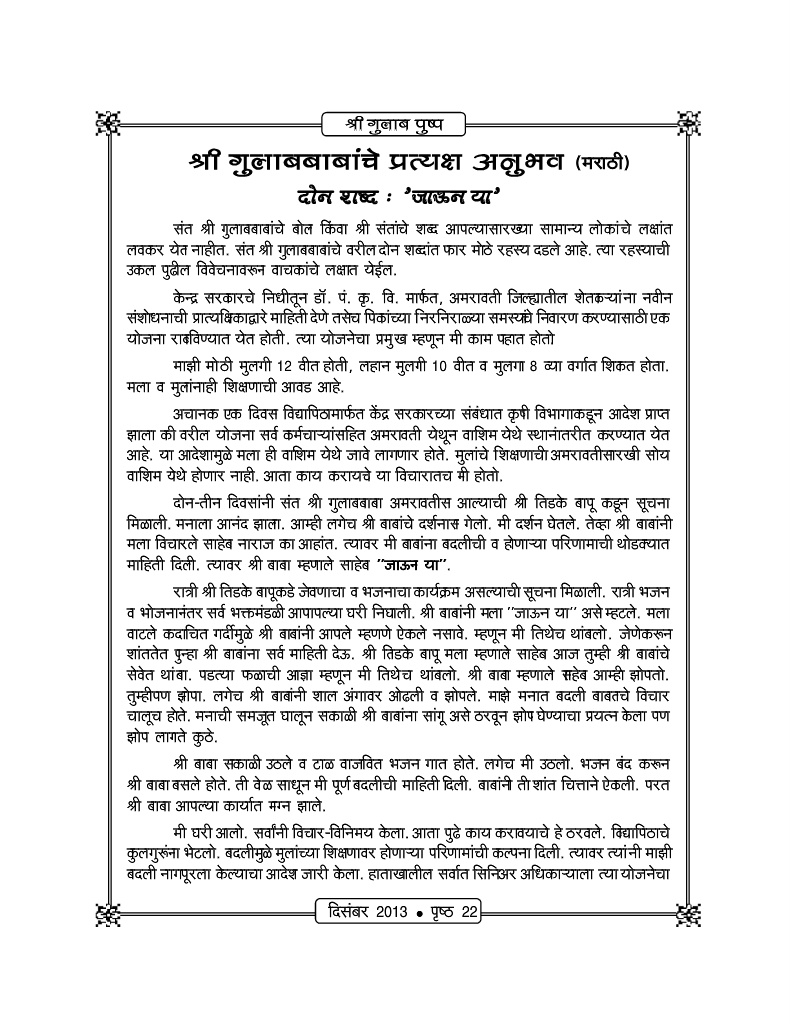 श्री गुलाब पुष्प
श्री गुलाबबाबांचे प्रत्यक्ष अनुभव (मराठी)
दोन शब्द : 'जाऊन या'
संत श्री गुलाबबाबांचे बोल किंवा श्री संतांचे शब्द आपल्यासारख्या सामान्य लोकांचे लक्षांत
लवकर येत नाहीत. संत श्री गुलाबबाबांचे वरील दोन शब्दांत फार मोठे रहस्य दडले आहे. त्या रहस्याची
उकल पुढील विवेचनावरून वाचकांचे लक्षात येईल.
केन्द्र सरकारचे निधीतून डॉ. पं. कृ. वि. मार्फत, अमरावती जिल्ह्यातील शेतकऱ्यांना नवीन
संशोधनाची प्रात्यक्षिकाद्वारे माहिती देणे तसेच पिकांच्या निरनिराळ्या समस्यांचे निवारण करण्यासाठी एक
योजना राबविण्यात येत होती. त्या योजनेचा प्रमुख म्हणून मी काम पहात होतो
माझी मोठी मुलगी 12 वीत होती, लहान मुलगी 10 वीत व मुलगा 8 व्या वर्गात शिकत होता.
मला व मुलांनाही शिक्षणाची आवड आहे.
अचानक एक दिवस विद्यापिठामार्फत केंद्र सरकारच्या संबंधात कृषी विभागाकडून आदेश प्राप्त
झाला की वरील योजना सर्व कर्मचाऱ्यांसहित अमरावती येथून वाशिम येथे स्थानांतरीत करण्यात येत
आहे. या आदेशामुळे मला ही वाशिम येथे जावे लागणार होते. मुलांचे शिक्षणाची अमरावतीसारखी सोय
वाशिम येथे होणार नाही. आता काय करायचे या विचारातच मी होतो.
दोन-तीन दिवसांनी संत श्री गुलाबबाबा अमरावतीस आल्याची श्री तिडके बापू कडून सूचना
मिळाली. मनाला आनंद झाला. आम्ही लगेच श्री बाबांचे दर्शनास गेलो. मी दर्शन घेतले. तेव्हा श्री बाबांनी
मला विचारले साहेब नाराज का आहांत. त्यावर मी बाबांना बदलीची व होणाऱ्या परिणामाची थोडक्यात
माहिती दिली. त्यावर श्री बाबा म्हणाले साहेब "जाऊन या".
रात्री श्री तिडके बापूकडे जेवणाचा व भजनाचा कार्यक्रम असल्याची सूचना मिळाली. रात्री भजन
व भोजनानंतर सर्व भक्तमंडळी आपापल्या घरी निघाली. श्री बाबांनी मला "जाऊन या" असे म्हटले. मला
वाटले कदाचित गर्दीमुळे श्री बाबांनी आपले म्हणणे ऐकले नसावे. म्हणून मी तिथेच थांबलो. जेणेकरून
शांततेत पुन्हा श्री बाबांना सर्व माहिती देऊ. श्री तिडके बापू मला म्हणाले साहेब आज तुम्ही श्री बाबांचे
सेवेत थांबा. पडत्या फळाची आज्ञा म्हणून मी तिथेच थांबलो. श्री बाबा म्हणाले साहेब आम्ही झोपतो.
तुम्हीपण झोपा. लगेच श्री बाबांनी शाल अंगावर ओढली व झोपले. माझे मनात बदली बाबतचे विचार
चालूच होते. मनाची समजूत घालून सकाळी श्री बाबांना सांगू असे ठरवून झोप घेण्याचा प्रयत्न केला पण
झोप लागते कुठे.
श्री बाबा सकाळी उठले व टाळ वाजवित भजन गात होते. लगेच मी उठलो. भजन बंद करून
श्री बाबा बसले होते. ती वेळ साधून मी पूर्ण बदलीची माहिती दिली. बाबांनी ती शांत चित्ताने ऐकली. परत
श्री बाबा आपल्या कार्यात मग्न झाले.
मी घरी आलो. सर्वांनी विचार-विनिमय केला. आता पुढे काय करावयाचे हे ठरवले. विद्यापिठाचे
कुलगुरूंना भेटलो. बदलीमुळे मुलांच्या शिक्षणावर होणाऱ्या परिणामांची कल्पना दिली. त्यावर त्यांनी माझी
बदली नागपूरला केल्याचा आदेश जारी केला. हाताखालील सर्वात सिनिअर अधिकाऱ्याला त्या योजनेचा
दिसंबर 2013 ● पृष्ठ 22